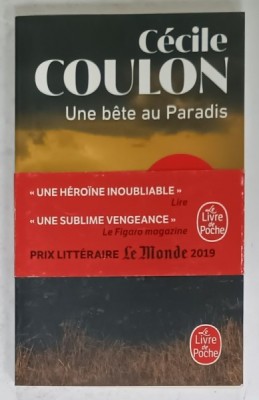 Cécile
COULON
Une bête au Paradis
" UNE HÉROÏNE INOUBLIABLE "
Lire
" UNE SUBLIME VENGEANCE "
Le Figaro magazine
PRIX LITTÉRAIRE Le Monde 2019
Le Livre de Poche
Le Livre de Poche